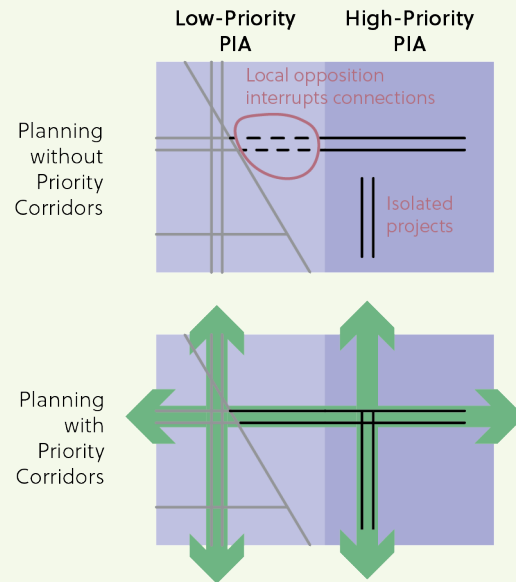 Low-Priority
PIA
High-Priority
PIA
Planning
without
Priority
Corridors
Local opposition
interrupts connections
Isolated
projects
Planning
with
Priority
Corridors